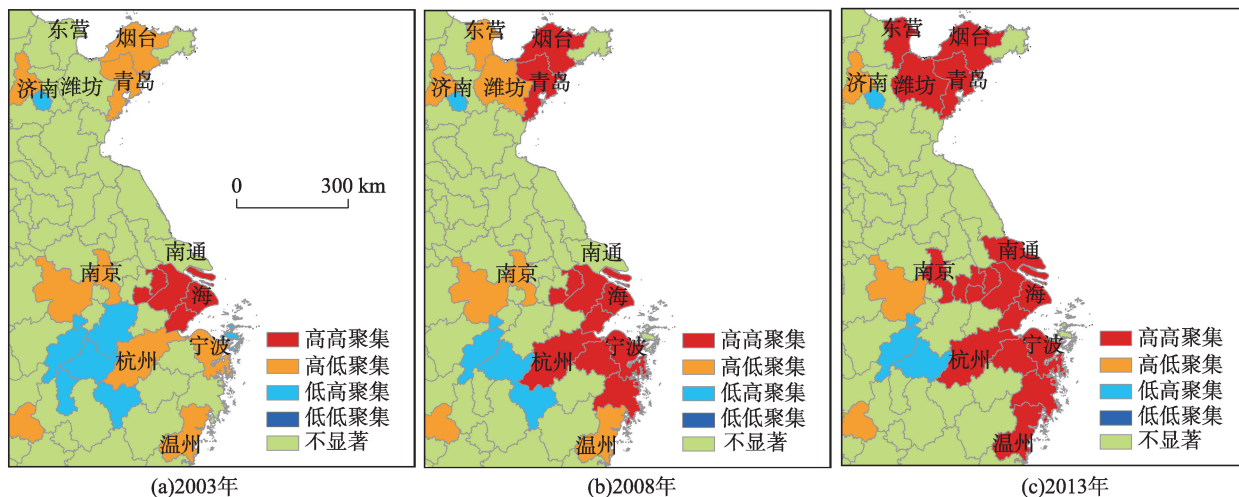 东营
烟台
济南
潍坊
青岛
0 300 km
南通
南京
海
宁波
杭州
温州
高高聚集
高低聚集
低高聚集
低低聚集
不显著
(a)2003年
东营
烟台
济南
潍坊
青岛
南通
南京
海
宁波
杭州
温州
高高聚集
高低聚集
低高聚集
低低聚集
不显著
(b)2008年
东营
烟台
济南
潍坊
青岛
南通
南京
海
宁波
杭州
温州
高高聚集
高低聚集
低高聚集
低低聚集
不显著
(c)2013年